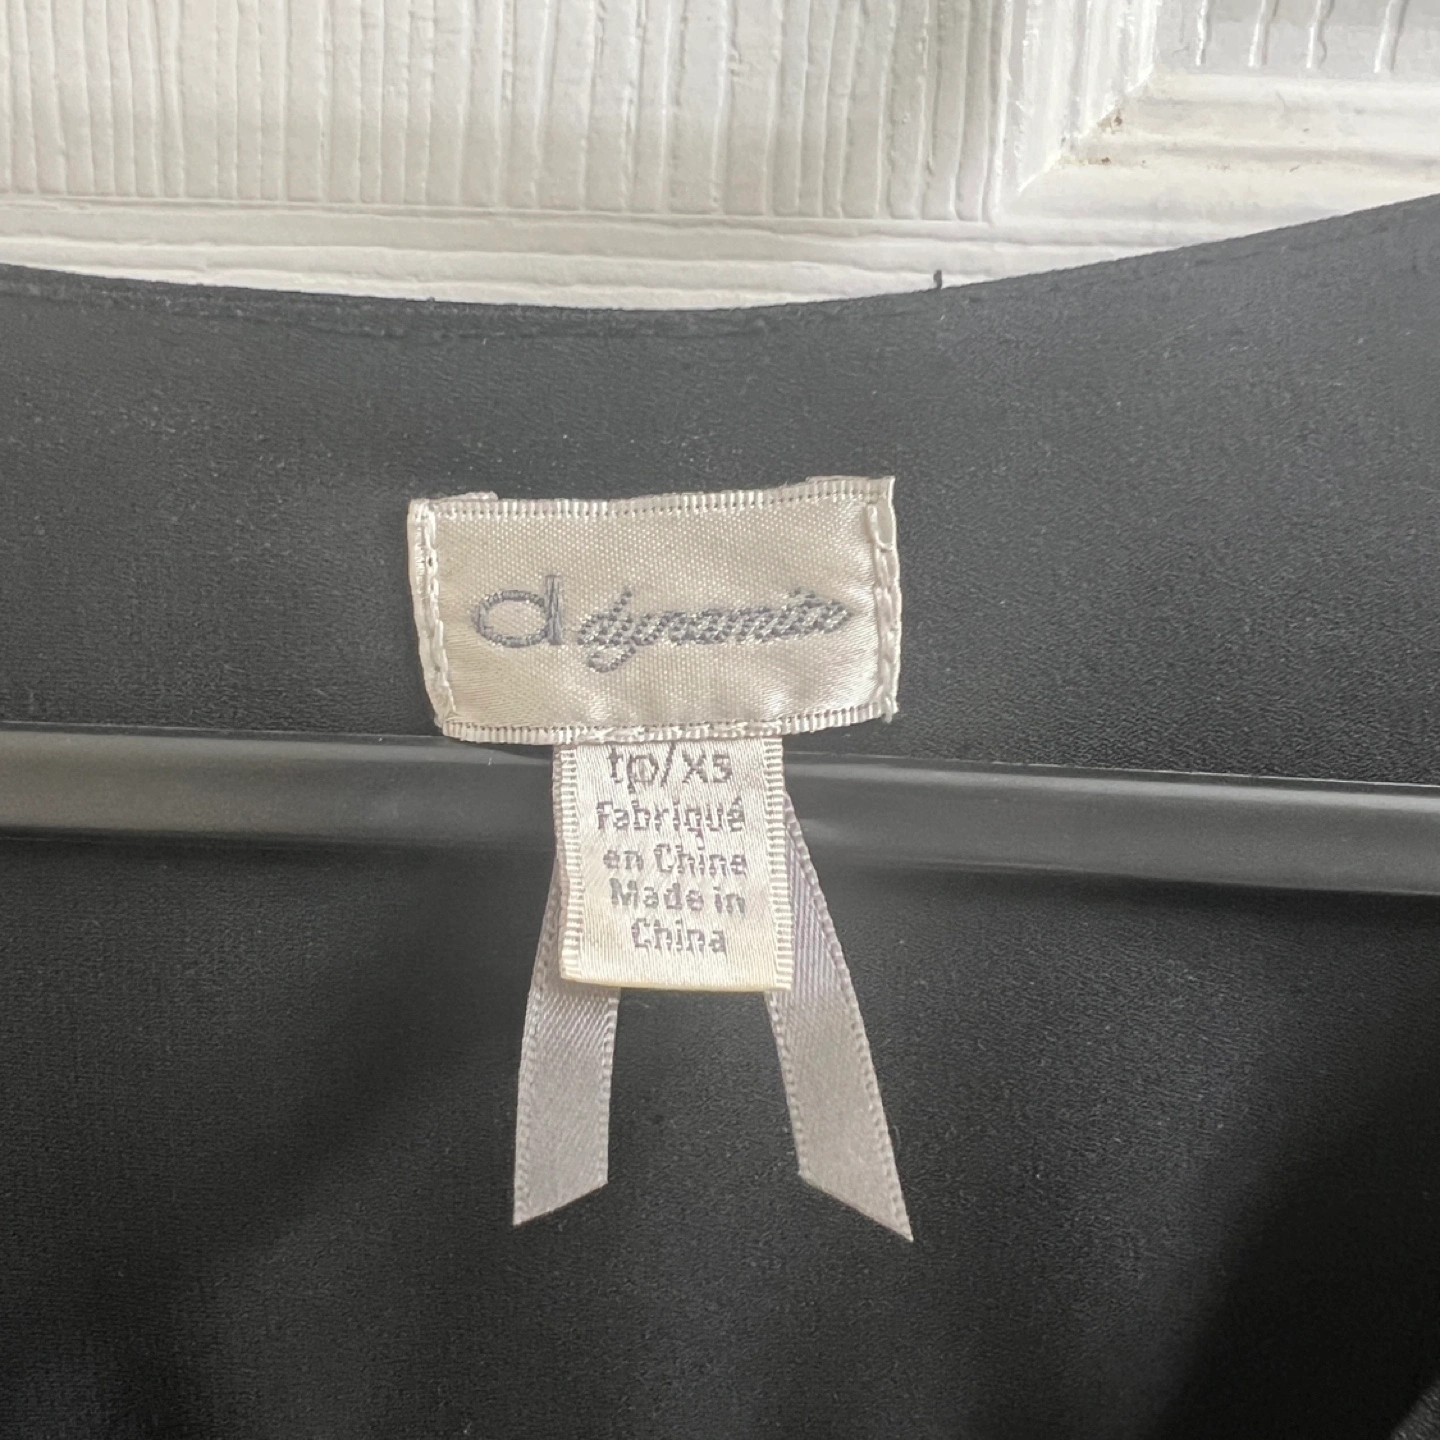 d dynamite
tp/XS
Fabriqué
en Chine
Made in
China